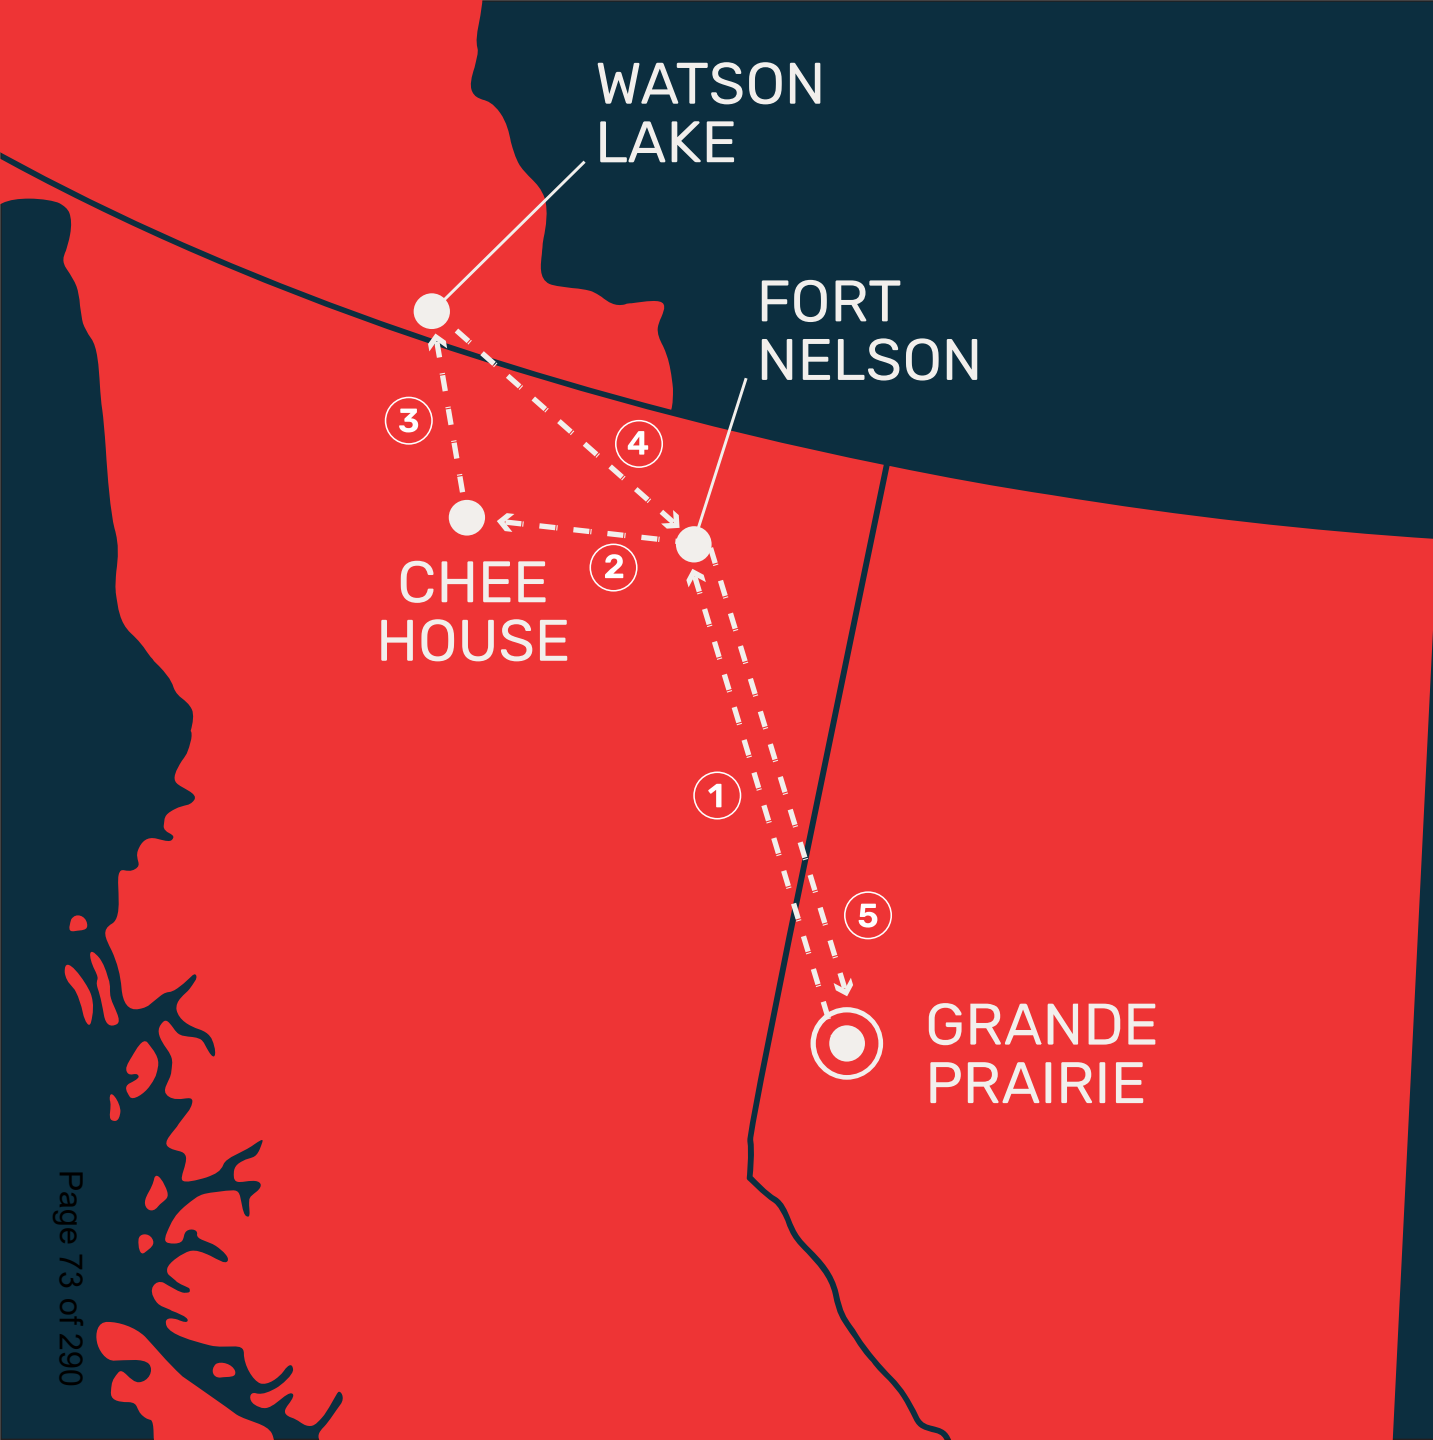 WATSON
LAKE
FORT
NELSON
3
4
2
CHEE
HOUSE
1
5
GRANDE
PRAIRIE
Page 73 of 290